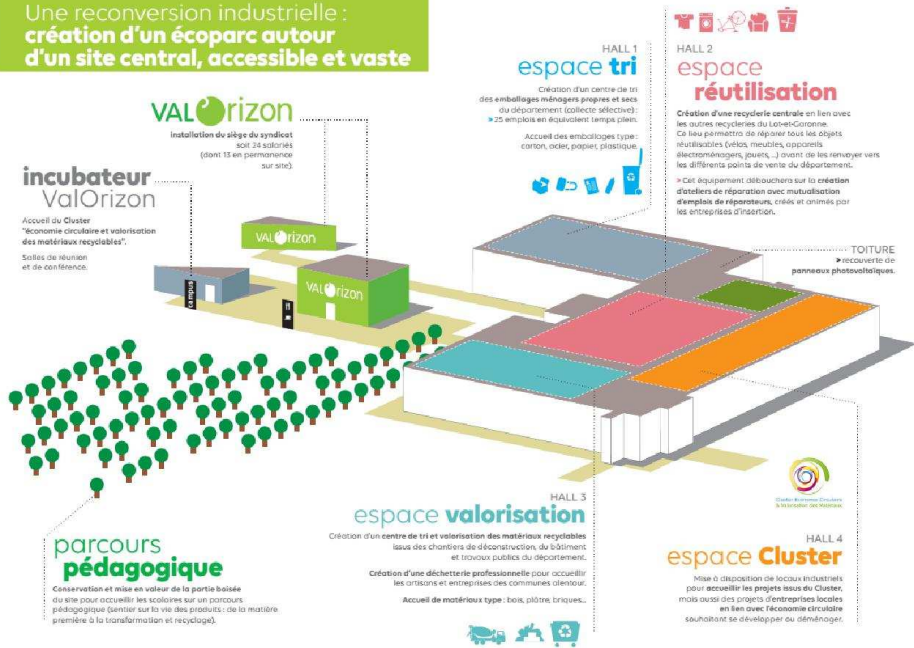 Une reconversion industrielle :
création d'un écoparc autour
d'un site central, accessible et vaste
VALOrizon
Installation du siège du syndicat
soit 24 salariés
(dont 13 en permanence
sur site)
incubateur
ValOrizon
Accueil du Cluster
"économie circulaire et valorisation
des matériaux recyclables".
Salles de réunion
et de conférence.
HALL 1
espace tri
Création d'un centre de tri
des emballages ménagers propres et secs
du département (collecte sélective) :
> 25 emplois en équivalent temps plein.
Accueil des emballages type :
carton, acier, papier, plastique.
HALL 2
espace
réutilisation
Création d'une recyclerie centrale en lien avec
les autres recycleries du Lot-et-Garonne.
Ce lieu permettra de réparer tous les objets
réutilisables (vélos, meubles, appareils
électroménagers, jouets, ...) avant de les renvoyer vers
les différents points de vente du département.
> Cet équipement débouchera sur la création
d'ateliers de réparation avec mutualisation
d'emplois de réparateurs, créés et animés par
les entreprises d'insertion.
TOITURE
> recouverte de
panneaux photovoltaïques.
VALOrizon
VALOrizon
campus
HALL 3
espace valorisation
Création d'un centre de tri et valorisation des matériaux recyclables
issus des chantiers de déconstruction, du bâtiment
et travaux publics du département.
Création d'une déchetterie professionnelle pour accueillir
les artisans et entreprises des communes alentour.
Accueil de matériaux type : bois, plâtre, briques...
parcours
pédagogique
Conservation et mise en valeur de la partie boisée
du site pour accueillir les scolaires sur un parcours
pédagogique (sentier sur la vie des produits : de la matière
première à la transformation et recyclage).
HALL 4
espace Cluster
Mise à disposition de locaux industriels
pour accueillir les projets issus du Cluster,
mais aussi des projets d'entreprises locales
en lien avec l'économie circulaire
souhaitant se développer ou déménager.